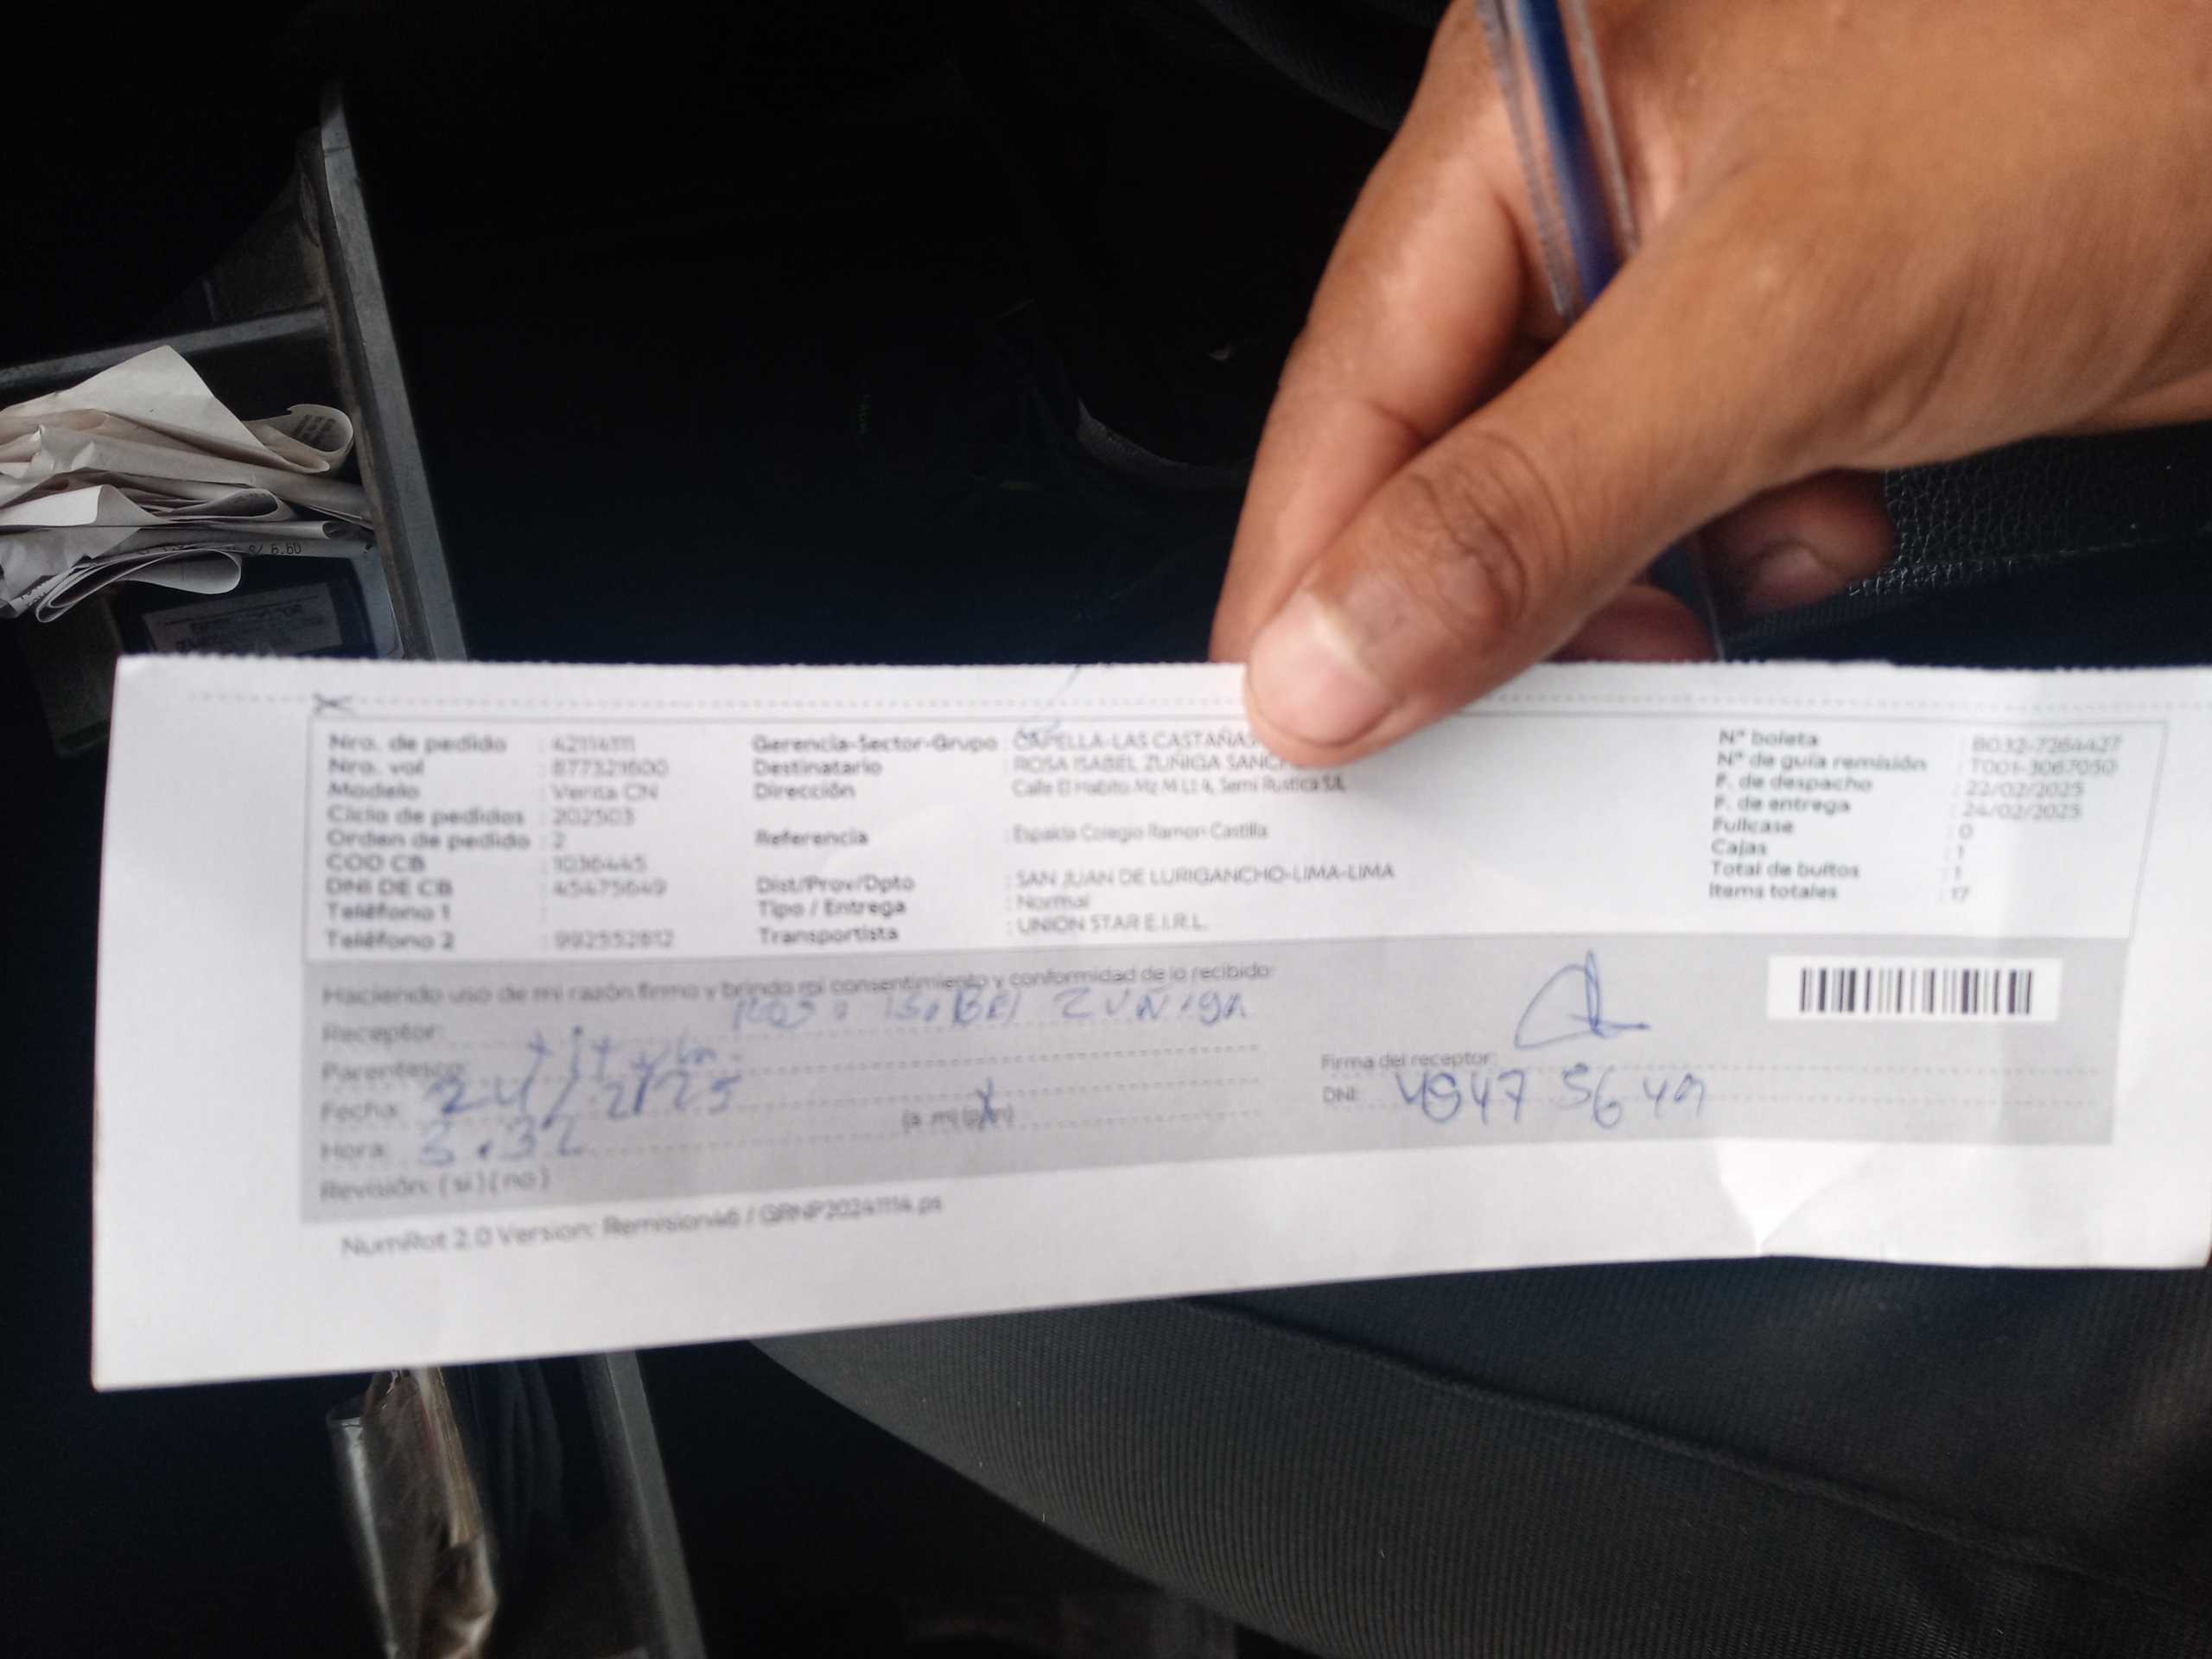 Nro. de pedido : 42114111
Nro. vol : 877321600
Modelo : Venta CN
Ciclo de pedidos : 202503
Orden de pedido : 2
COD CB : 1036445
DNI DE CB : 45475649
Teléfono 1 :
Teléfono 2 : 992552812
Gerencia-Sector-Grupo : CAPELLA-LAS CASTAÑAS
Destinatario : ROSA ISABEL ZUÑIGA SANC
Dirección : Calle El Habito Mz M Lt 4, Semi Rustica
Referencia : Espalda Colegio Ramon Castilla
Dist/Prov/Dpto : SAN JUAN DE LURIGANCHO-LIMA-LIMA
Tipo / Entrega : Normal
Transportista : UNION STAR E.I.R.L.
N° boleta : B032-7264427
N° de guía remisión : T001-3067050
F. de despacho : 22/02/2025
F. de entrega : 24/02/2025
Fullcase : 0
Cajas : 1
Total de bultos : 1
Items totales : 17
Haciendo uso de mi razón firmo y brindo mi consentimiento y conformidad de lo recibido:
Receptor: Rosa Isabel ZUÑIga
Parentesco: titular
Fecha: 24/2/25
Hora: 3:32 (a m) (p m)
Revisión: ( si ) ( no )
Firma del receptor:
DNI: 45475649
NumRot 2.0 Version: Remision46 / GRNP20241114.ps
S/ 6.60